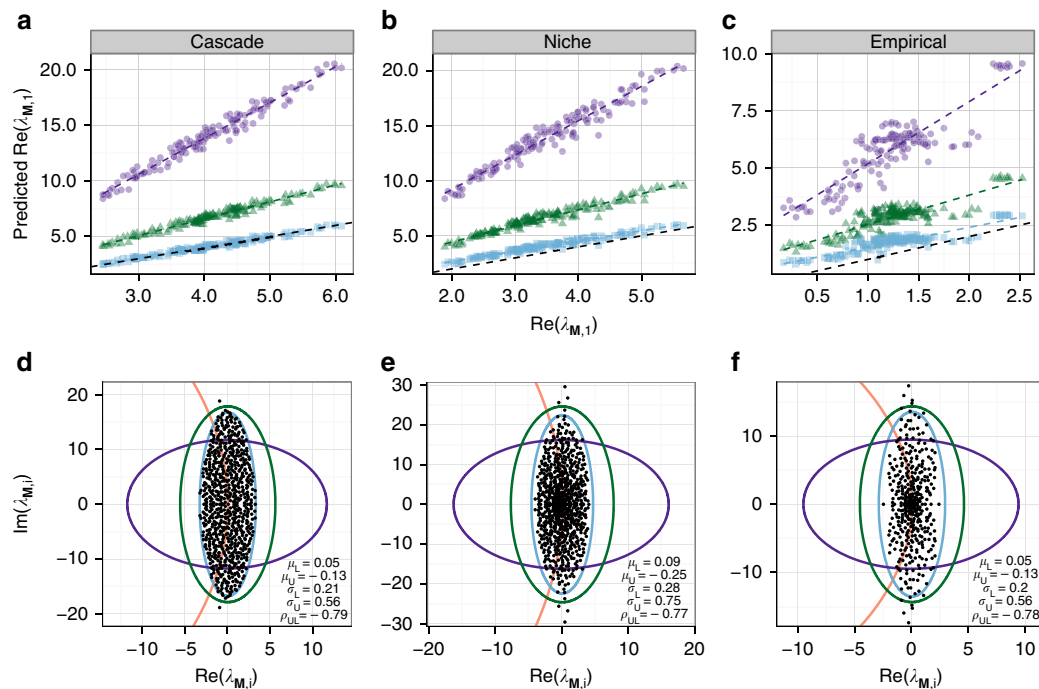 a b c
Cascade Niche Empirical
Predicted Re(λM,1)
20.0
15.0
10.0
5.0
3.0 4.0 5.0 6.0
20.0
15.0
10.0
5.0
2.0 3.0 4.0 5.0
10.0
7.5
5.0
2.5
0.5 1.0 1.5 2.0 2.5
Re(λM,1)
d e f
Im(λM,i)
20
10
0
−10
−20
−10 −5 0 5 10
μL = 0.05
μU = − 0.13
σL = 0.21
σU = 0.56
ρUL = − 0.79
Re(λM,i)
30
20
10
0
−10
−20
−30
−20 −10 0 10 20
μL = 0.09
μU = − 0.25
σL = 0.28
σU = 0.75
ρUL = − 0.77
Re(λM,i)
10
0
−10
−10 −5 0 5 10
μL = 0.05
μU = − 0.13
σL = 0.2
σU = 0.56
ρUL = − 0.78
Re(λM,i)